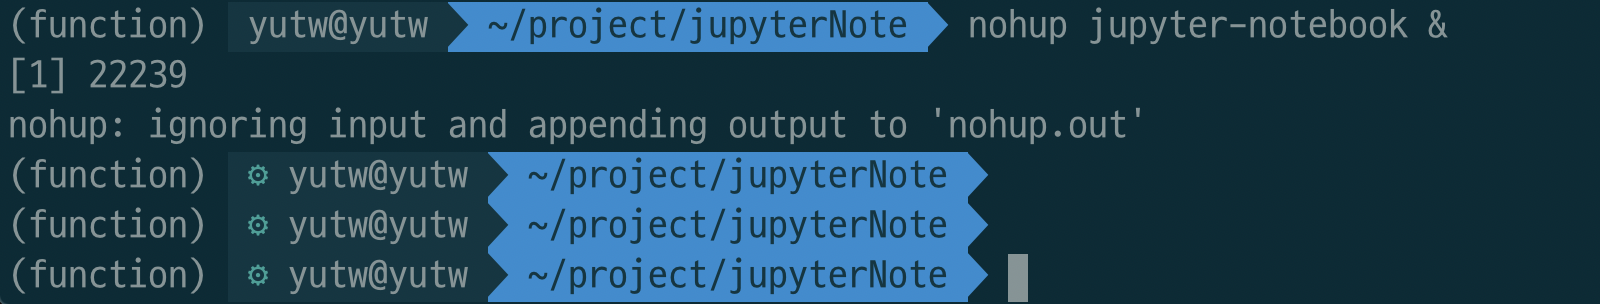 (function) yutw@yutw ~/project/jupyterNote nohup jupyter-notebook &
[1] 22239
nohup: ignoring input and appending output to 'nohup.out'
(function) ⚙ yutw@yutw ~/project/jupyterNote
(function) ⚙ yutw@yutw ~/project/jupyterNote
(function) ⚙ yutw@yutw ~/project/jupyterNote